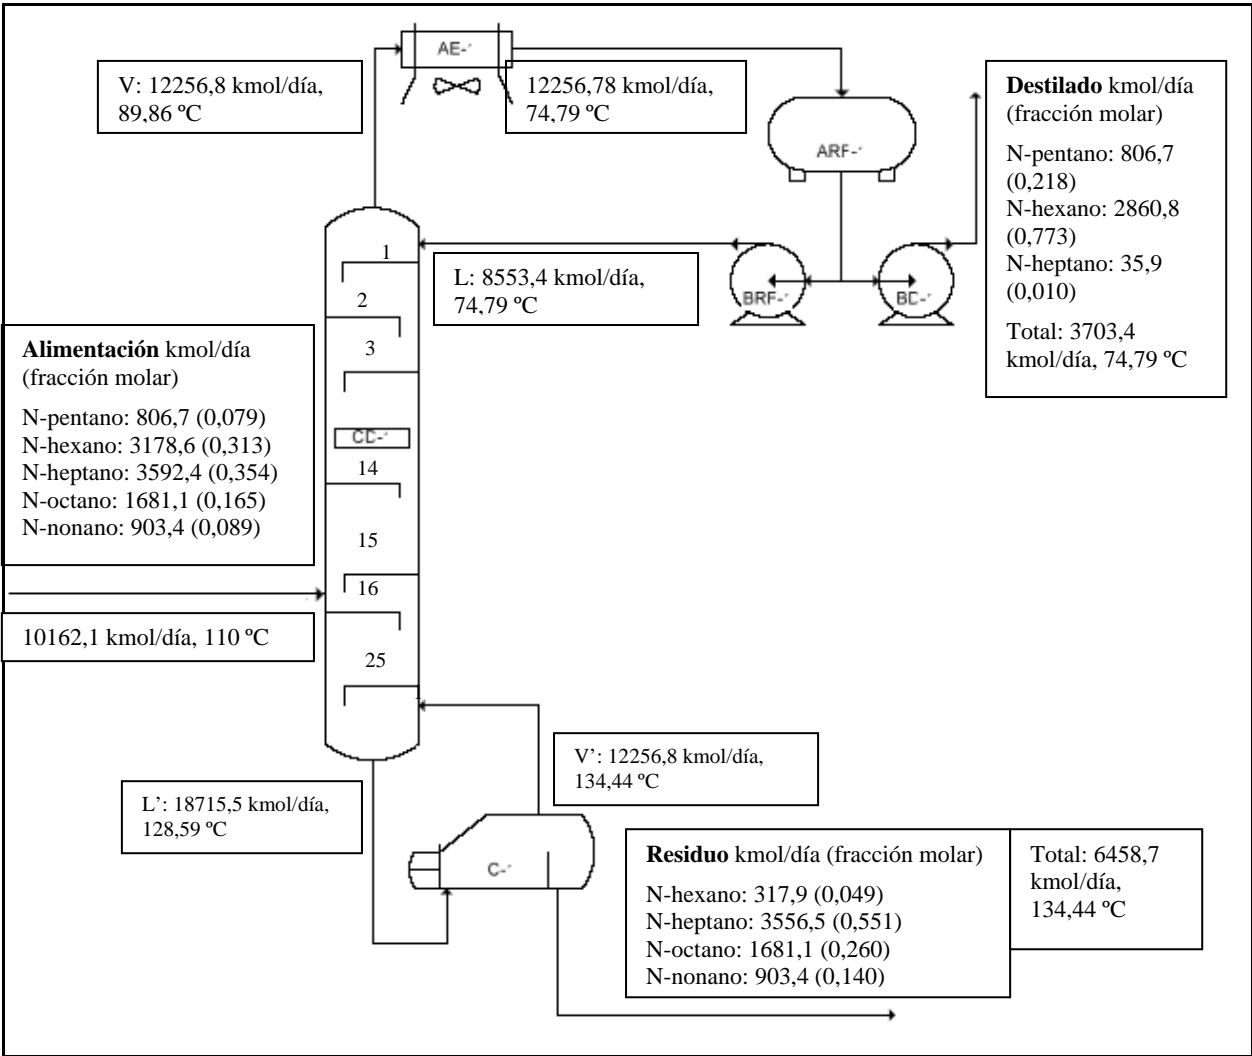 AE-1
V: 12256,8 kmol/día,
89,86 ºC
12256,78 kmol/día,
74,79 ºC
Destilado kmol/día
(fracción molar)
N-pentano: 806,7
(0,218)
N-hexano: 2860,8
(0,773)
N-heptano: 35,9
(0,010)
Total: 3703,4
kmol/día, 74,79 ºC
ARF-1
1
L: 8553,4 kmol/día,
74,79 ºC
BRF-1
BD-1
2
3
Alimentación kmol/día
(fracción molar)
N-pentano: 806,7 (0,079)
N-hexano: 3178,6 (0,313)
N-heptano: 3592,4 (0,354)
N-octano: 1681,1 (0,165)
N-nonano: 903,4 (0,089)
CD-1
14
15
16
10162,1 kmol/día, 110 ºC
25
V’: 12256,8 kmol/día,
134,44 ºC
L’: 18715,5 kmol/día,
128,59 ºC
C-1
Residuo kmol/día (fracción molar)
N-hexano: 317,9 (0,049)
N-heptano: 3556,5 (0,551)
N-octano: 1681,1 (0,260)
N-nonano: 903,4 (0,140)
Total: 6458,7
kmol/día,
134,44 ºC